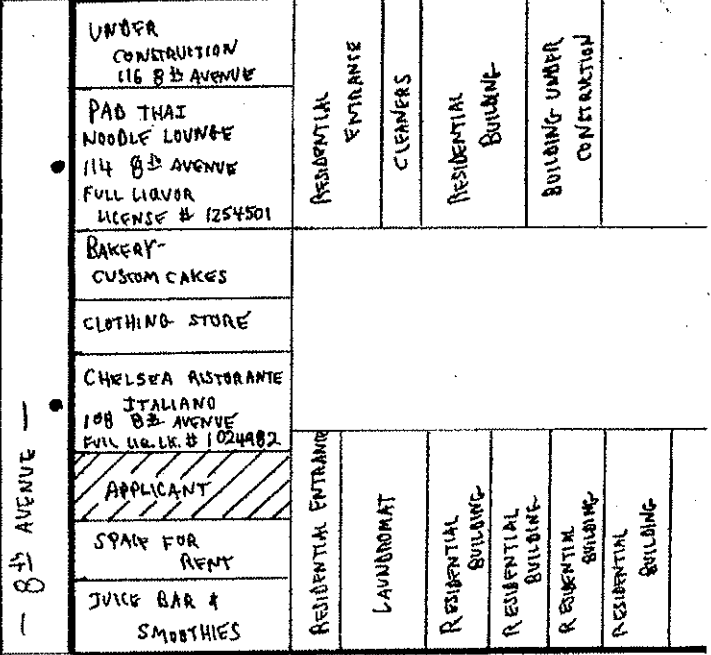 UNDER
CONSTRUCTION
116 8th AVENUE
PAD THAI
NOODLE LOUNGE
114 8th AVENUE
FULL LIQUOR
LICENSE # 1254501
BAKERY-
CUSTOM CAKES
CLOTHING STORE
CHELSEA RISTORANTE
ITALIANO
108 8th AVENUE
FULL LIQ. LIC. # 1024982
APPLICANT
SPACE FOR
RENT
JUICE BAR &
SMOOTHIES
— 8th AVENUE —
RESIDENTIAL
ENTRANCE
CLEANERS
RESIDENTIAL
BUILDING
BUILDING UNDER
CONSTRUCTION
RESIDENTIAL ENTRANCE
LAUNDROMAT
RESIDENTIAL
BUILDING
RESIDENTIAL
BUILDING
RESIDENTIAL
BUILDING
RESIDENTIAL
BUILDING